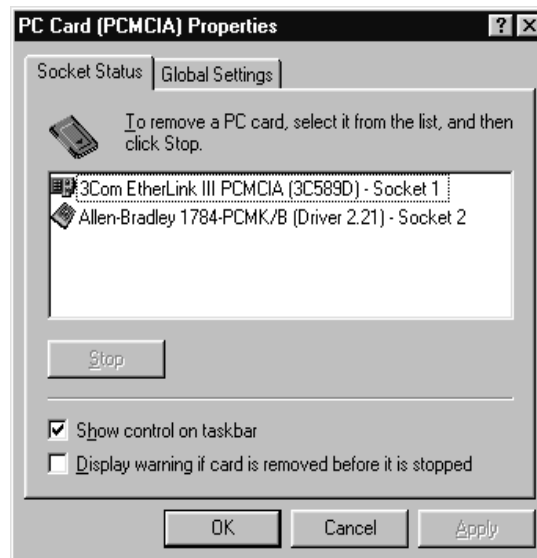 PC Card (PCMCIA) Properties
Socket Status
Global Settings
To remove a PC card, select it from the list, and then
click Stop.
3Com EtherLink III PCMCIA (3C589D) - Socket 1
Allen-Bradley 1784-PCMK/B (Driver 2.21) - Socket 2
Stop
Show control on taskbar
Display warning if card is removed before it is stopped
OK
Cancel
Apply